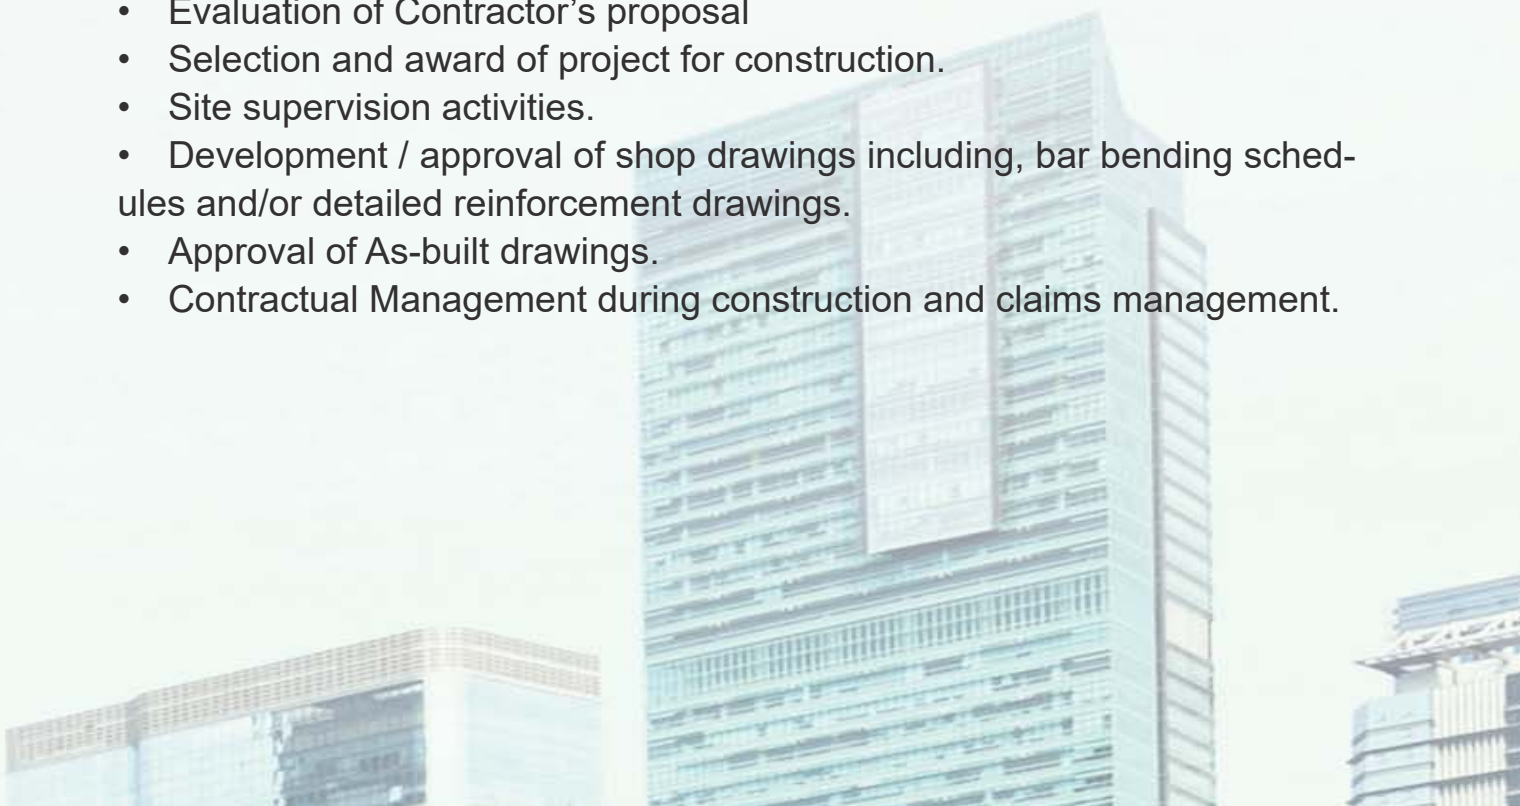 • Evaluation of Contractor’s proposal
• Selection and award of project for construction.
• Site supervision activities.
• Development / approval of shop drawings including, bar bending sched-
ules and/or detailed reinforcement drawings.
• Approval of As-built drawings.
• Contractual Management during construction and claims management.